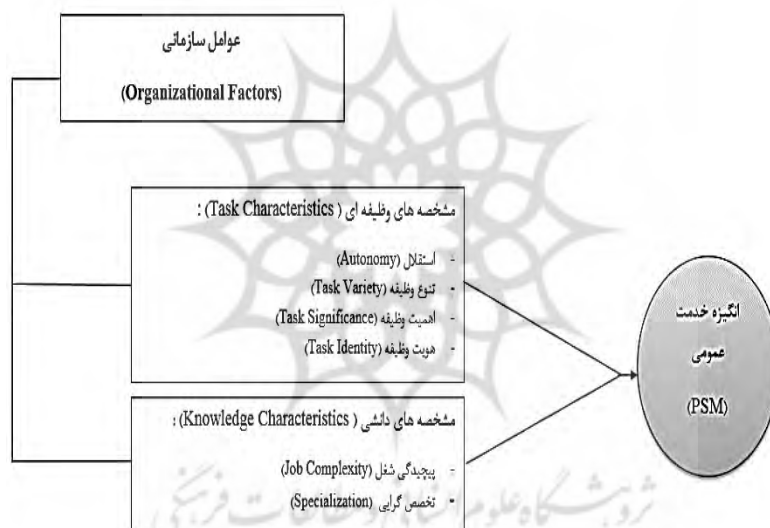 عوامل سازمانی
(Organizational Factors)
مشخصه های وظیفه ای (Task Characteristics) :
- استقلال (Autonomy)
- تنوع وظیفه (Task Variety)
- اهمیت وظیفه (Task Significance)
- هویت وظیفه (Task Identity)
مشخصه های دانشی (Knowledge Characteristics) :
- پیچیدگی شغل (Job Complexity)
- تخصص گرایی (Specialization)
انگیزه خدمت
عمومی
(PSM)